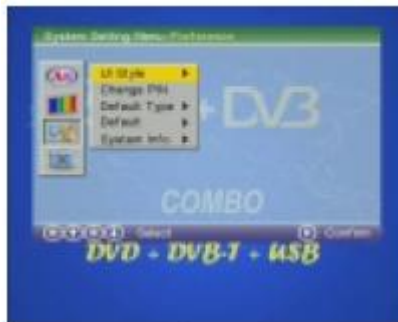 System Setting Menu-Preference
UI Style
Change PIN
Default Type
Default
System Info.
+ DVB
COMBO
Select
Confirm
DVD + DVB-T + USB